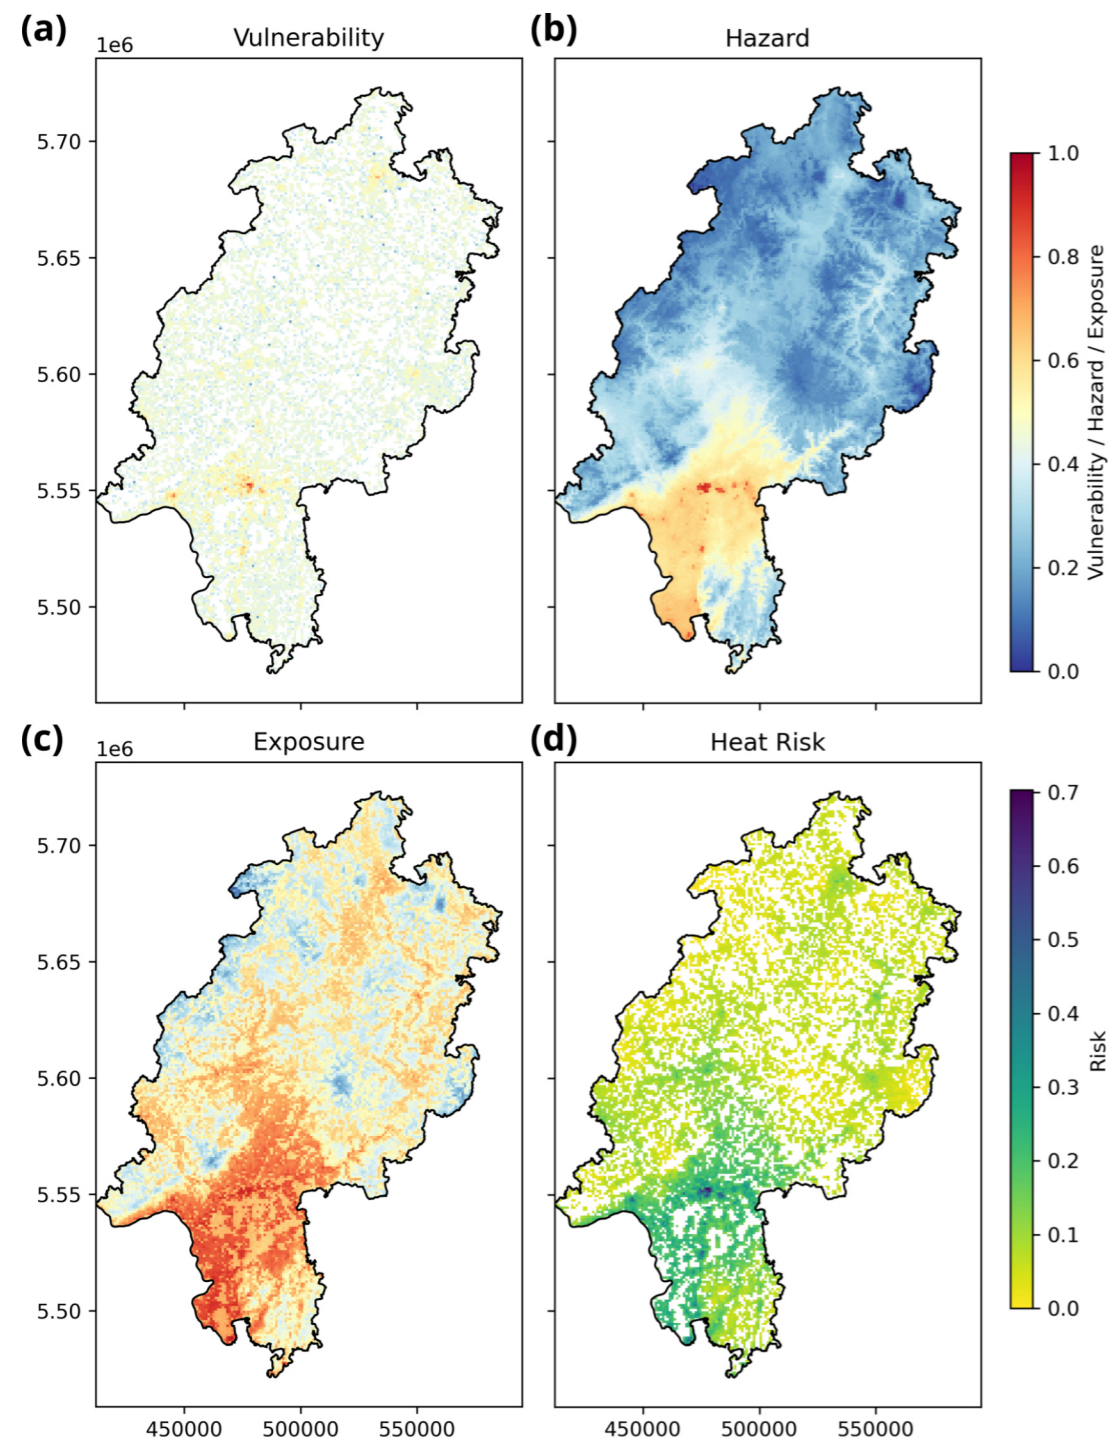 (a) Vulnerability
1e6
5.70
5.65
5.60
5.55
5.50
(b) Hazard
1.0
0.8
0.6
0.4
0.2
0.0
Vulnerability / Hazard / Exposure
(c) Exposure
1e6
5.70
5.65
5.60
5.55
5.50
450000 500000 550000
(d) Heat Risk
450000 500000 550000
0.7
0.6
0.5
0.4
0.3
0.2
0.1
0.0
Risk